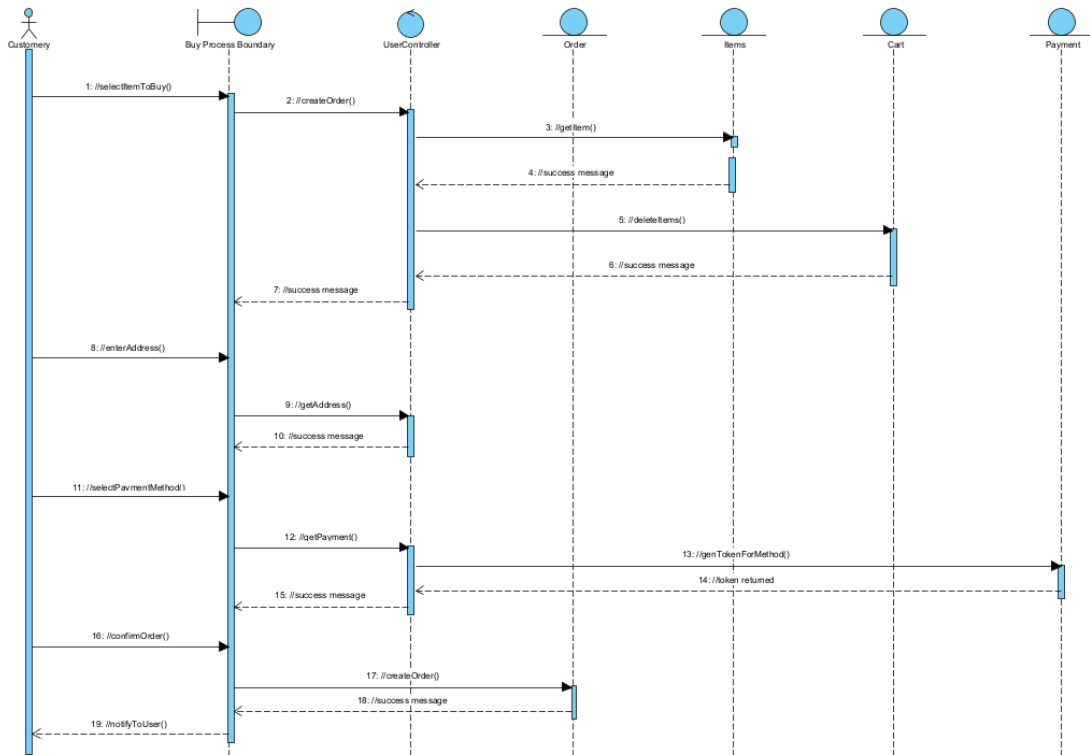 Customery
Buy Process Boundary
UserController
Order
Items
Cart
Payment
1: //selectItemToBuy()
2: //createOrder()
3: //getItem()
4: //success message
5: //deleteItems()
6: //success message
7: //success message
8: //enterAddress()
9: //getAddress()
10: //success message
11: //selectPaymentMethod()
12: //getPayment()
13: //genTokenForMethod()
14: //token returned
15: //success message
16: //confirmOrder()
17: //createOrder()
18: //success message
19: //notifyToUser()